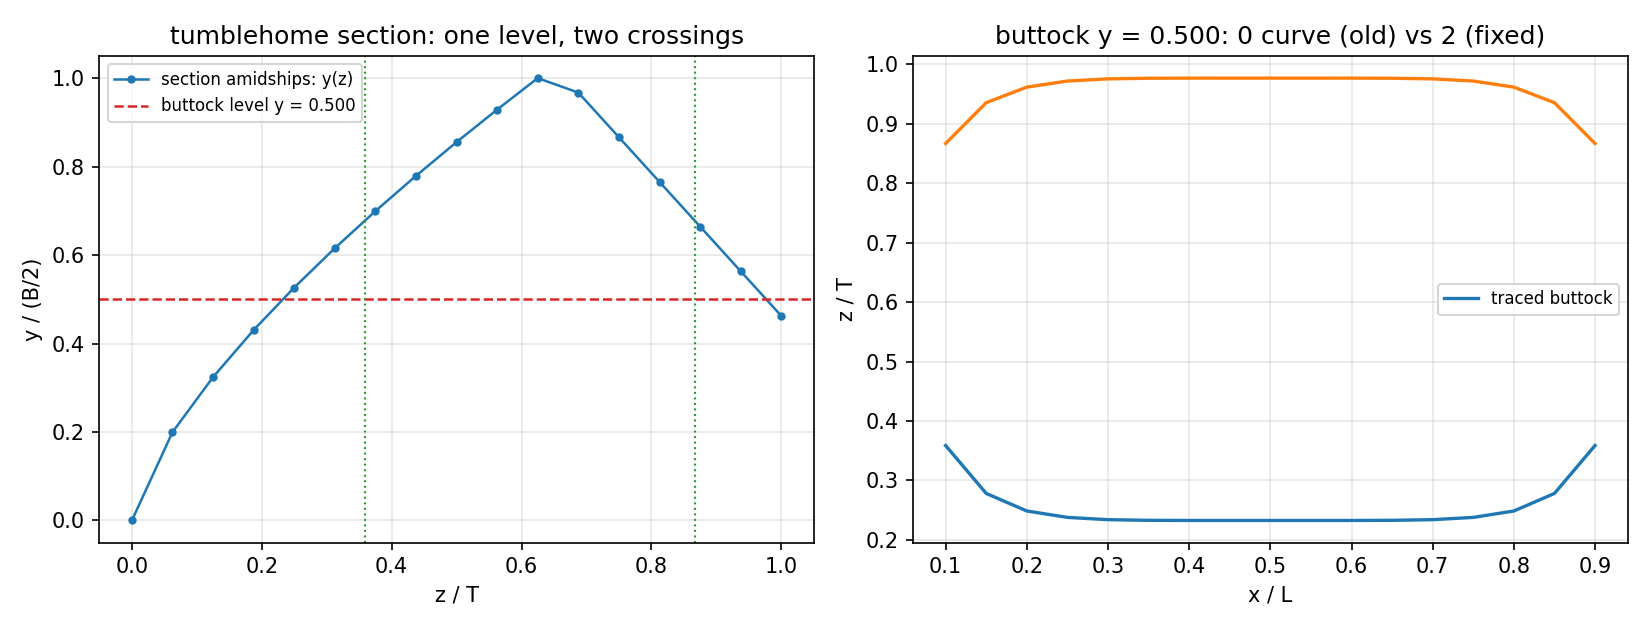 tumblehome section: one level, two crossings
section amidships: y(z)
buttock level y = 0.500
y / (B/2)
1.0
0.8
0.6
0.4
0.2
0.0
0.0 0.2 0.4 0.6 0.8 1.0
z / T
buttock y = 0.500: 0 curve (old) vs 2 (fixed)
traced buttock
z / T
1.0
0.9
0.8
0.7
0.6
0.5
0.4
0.3
0.2
0.1 0.2 0.3 0.4 0.5 0.6 0.7 0.8 0.9
x / L